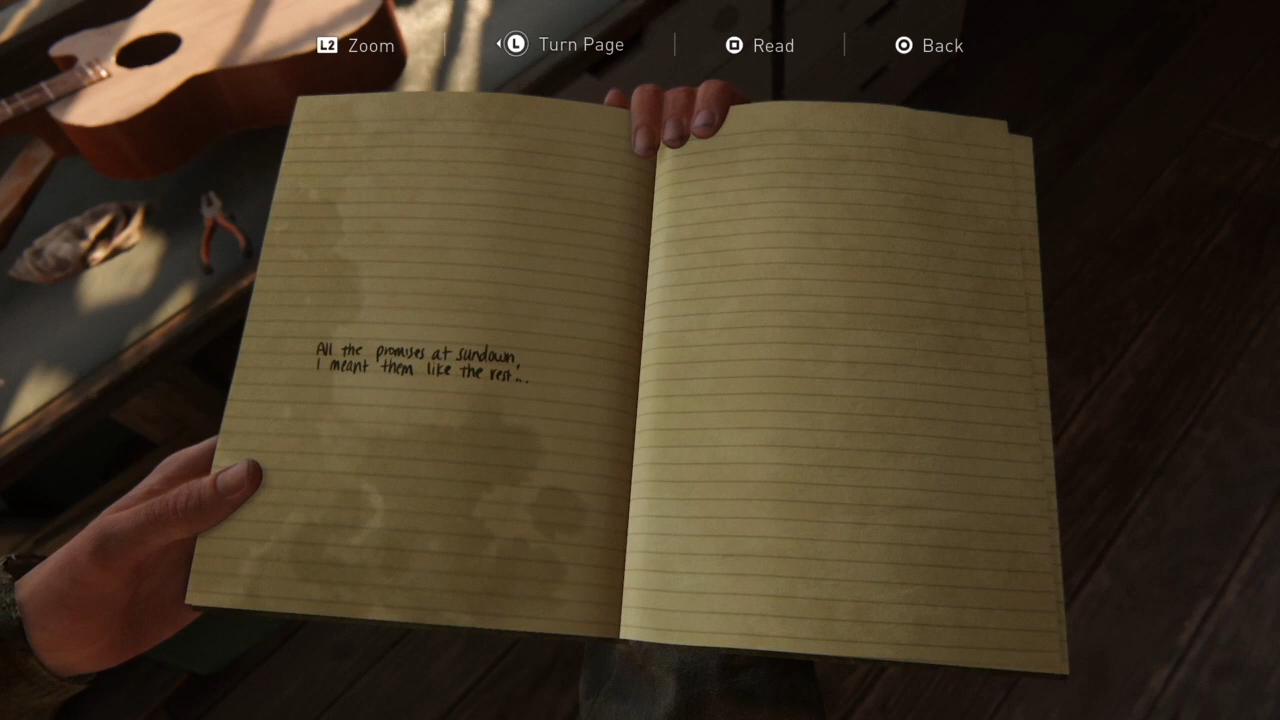 L2 Zoom
L Turn Page
Read
Back
All the promises at sundown,
I meant them like the rest...